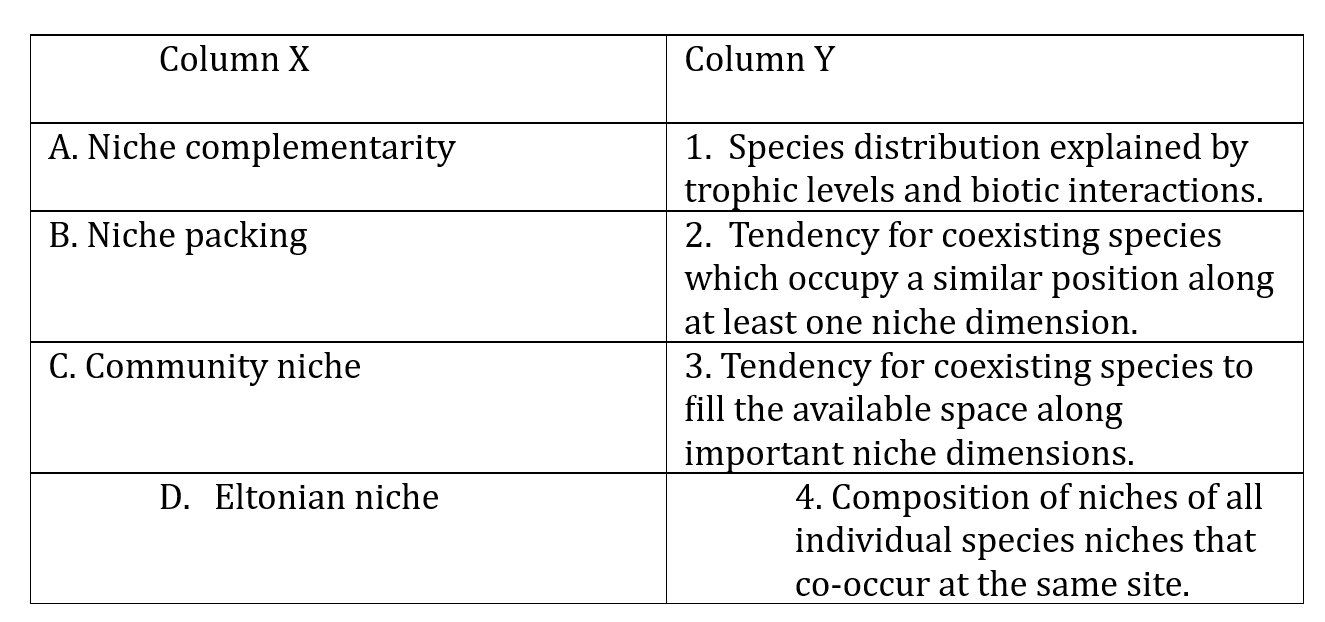 Column X
Column Y
A. Niche complementarity
1. Species distribution explained by
trophic levels and biotic interactions.
B. Niche packing
2. Tendency for coexisting species
which occupy a similar position along
at least one niche dimension.
C. Community niche
3. Tendency for coexisting species to
fill the available space along
important niche dimensions.
D. Eltonian niche
4. Composition of niches of all
individual species niches that
co-occur at the same site.